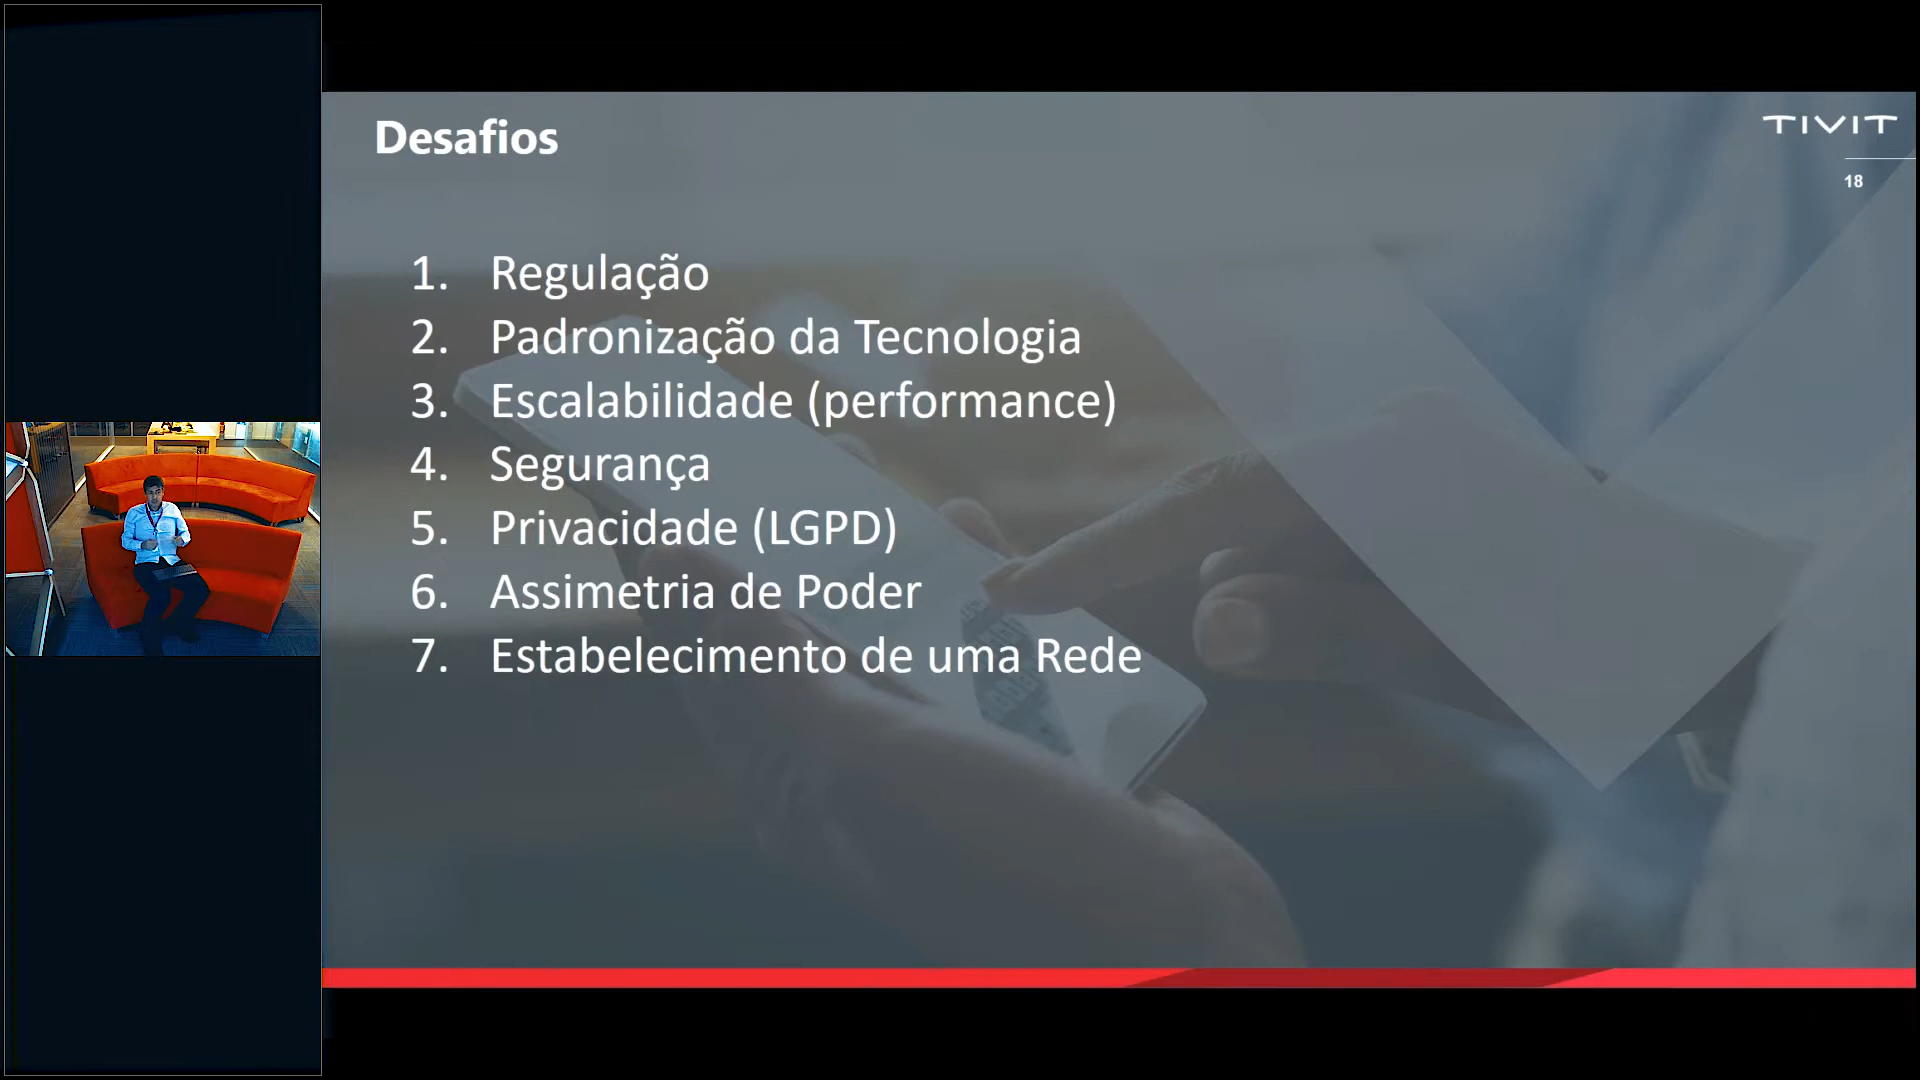 Desafios
TIVIT
18
1. Regulação
2. Padronização da Tecnologia
3. Escalabilidade (performance)
4. Segurança
5. Privacidade (LGPD)
6. Assimetria de Poder
7. Estabelecimento de uma Rede